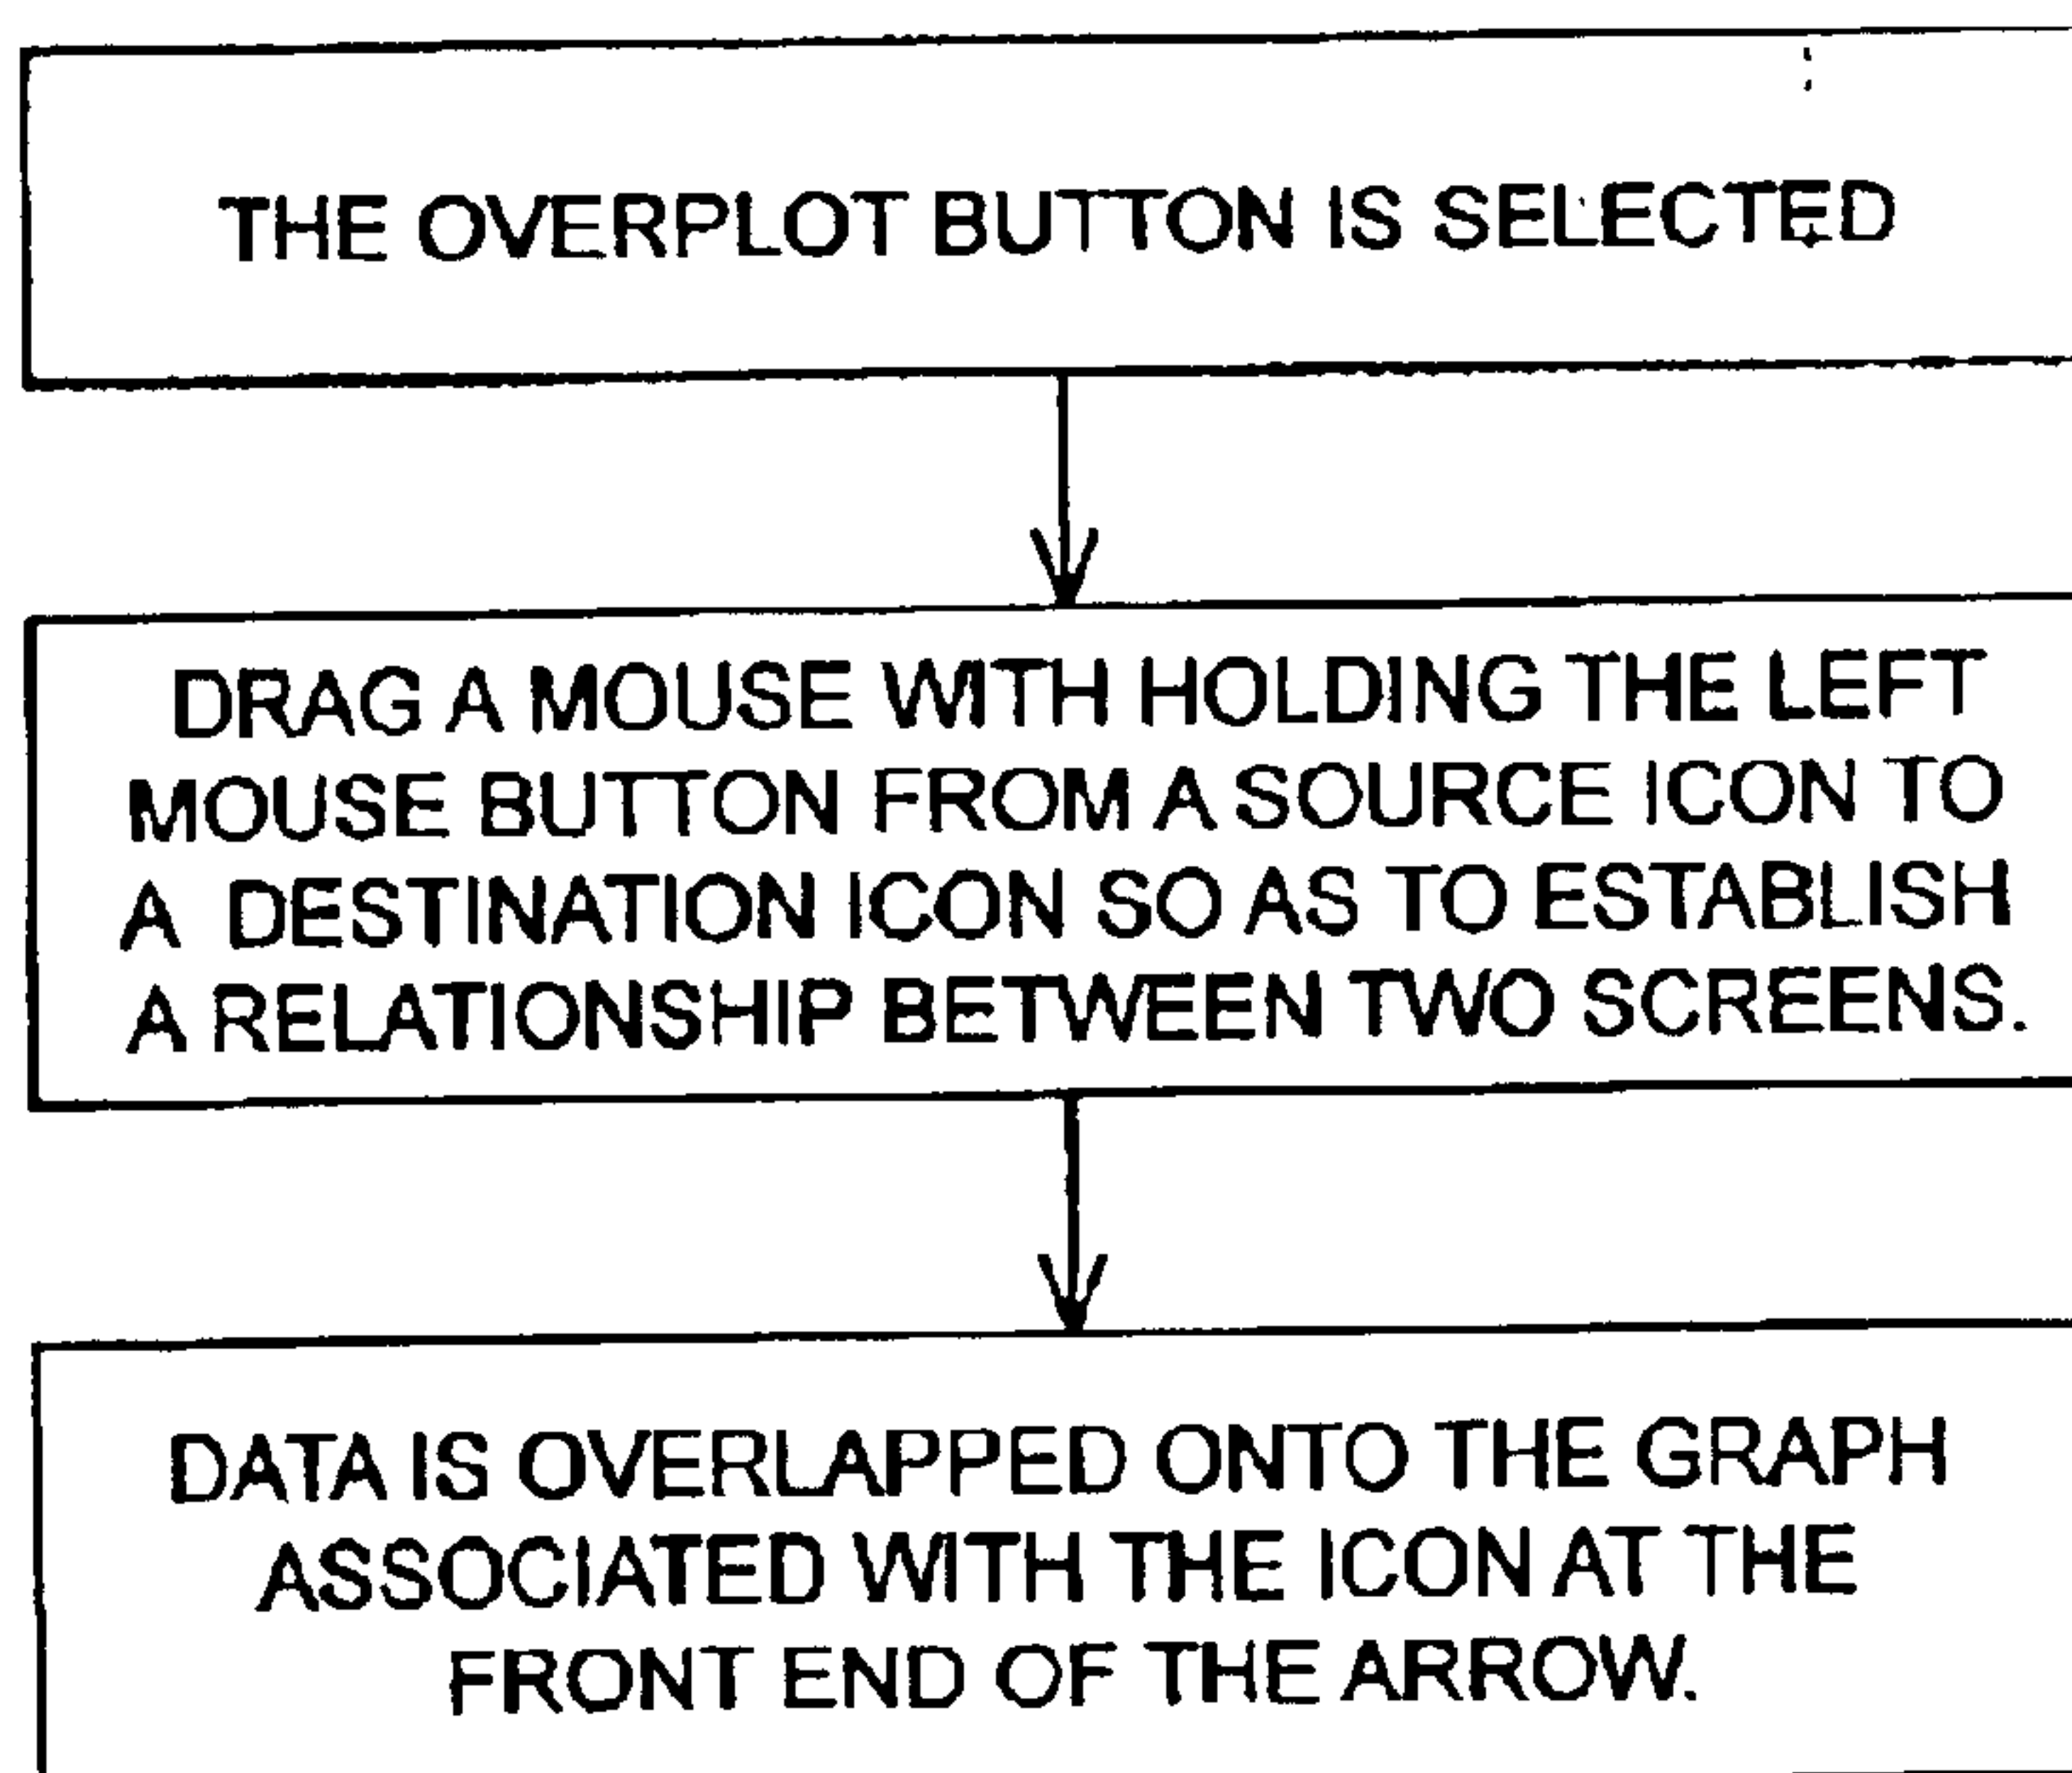 THE OVERPLOT BUTTON IS SELECTED
DRAG A MOUSE WITH HOLDING THE LEFT
MOUSE BUTTON FROM A SOURCE ICON TO
A DESTINATION ICON SO AS TO ESTABLISH
A RELATIONSHIP BETWEEN TWO SCREENS.
DATA IS OVERLAPPED ONTO THE GRAPH
ASSOCIATED WITH THE ICON AT THE
FRONT END OF THE ARROW.